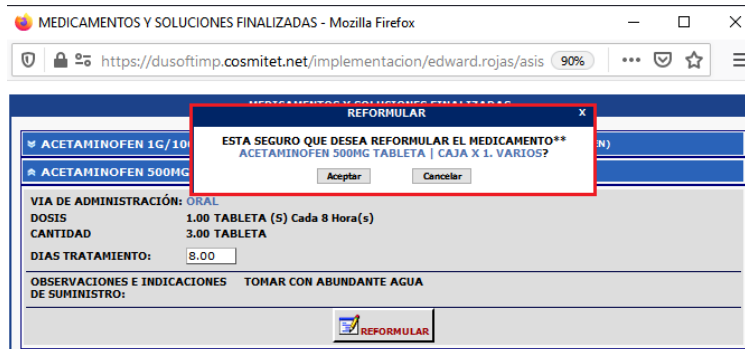 MEDICAMENTOS Y SOLUCIONES FINALIZADAS - Mozilla Firefox
https://dusoftimp.cosmitet.net/implementacion/edward.rojas/asis 90%
MEDICAMENTOS Y SOLUCIONES FINALIZADAS
REFORMULAR X
ACETAMINOFEN 1G/10
ESTA SEGURO QUE DESEA REFORMULAR EL MEDICAMENTO**
ACETAMINOFEN 500MG TABLETA | CAJA X 1. VARIOS?
Aceptar Cancelar
ACETAMINOFEN 500MG
VIA DE ADMINISTRACIÓN: ORAL
DOSIS 1.00 TABLETA (S) Cada 8 Hora(s)
CANTIDAD 3.00 TABLETA
DIAS TRATAMIENTO: 8.00
OBSERVACIONES E INDICACIONES TOMAR CON ABUNDANTE AGUA
DE SUMINISTRO:
REFORMULAR